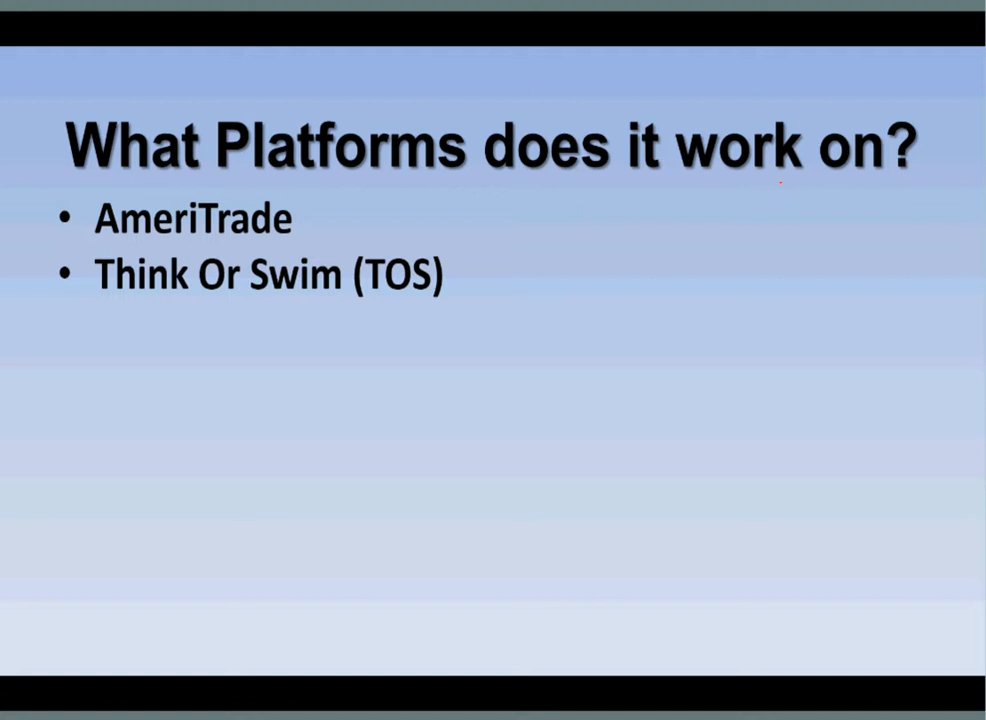 What Platforms does it work on?
• AmeriTrade
• Think Or Swim (TOS)